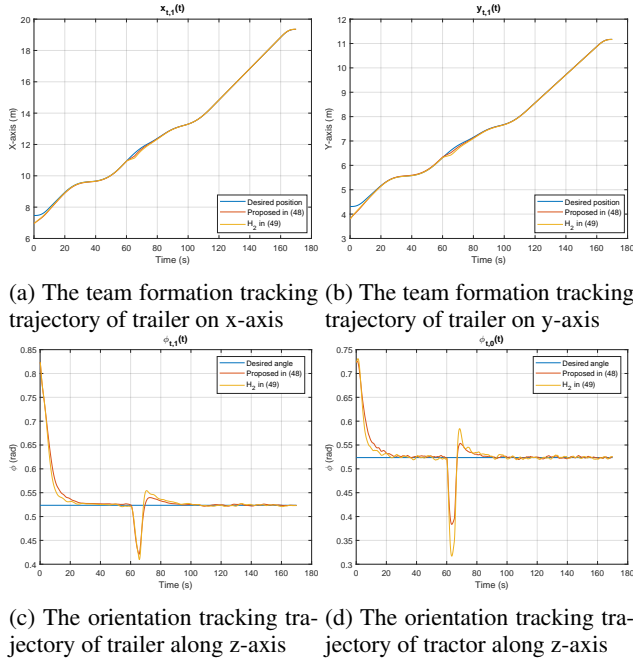 x_{t,1}(t)
20
18
16
14
12
10
8
6
X-axis (m)
0 20 40 60 80 100 120 140 160 180
Time (s)
Desired position
Proposed in (48)
H_2 in (49)
y_{t,1}(t)
12
11
10
9
8
7
6
5
4
3
Y-axis (m)
0 20 40 60 80 100 120 140 160 180
Time (s)
Desired position
Proposed in (48)
H_2 in (49)
(a) The team formation tracking
trajectory of trailer on x-axis
(b) The team formation tracking
trajectory of trailer on y-axis
ϕ_{t,1}(t)
0.85
0.8
0.75
0.7
0.65
0.6
0.55
0.5
0.45
0.4
ϕ (rad)
0 20 40 60 80 100 120 140 160 180
Time (s)
Desired angle
Proposed in (48)
H_2 in (49)
ϕ_{t,0}(t)
0.75
0.7
0.65
0.6
0.55
0.5
0.45
0.4
0.35
0.3
ϕ (rad)
0 20 40 60 80 100 120 140 160 180
Time (s)
Desired angle
Proposed in (48)
H_2 in (49)
(c) The orientation tracking tra-
jectory of trailer along z-axis
(d) The orientation tracking tra-
jectory of tractor along z-axis